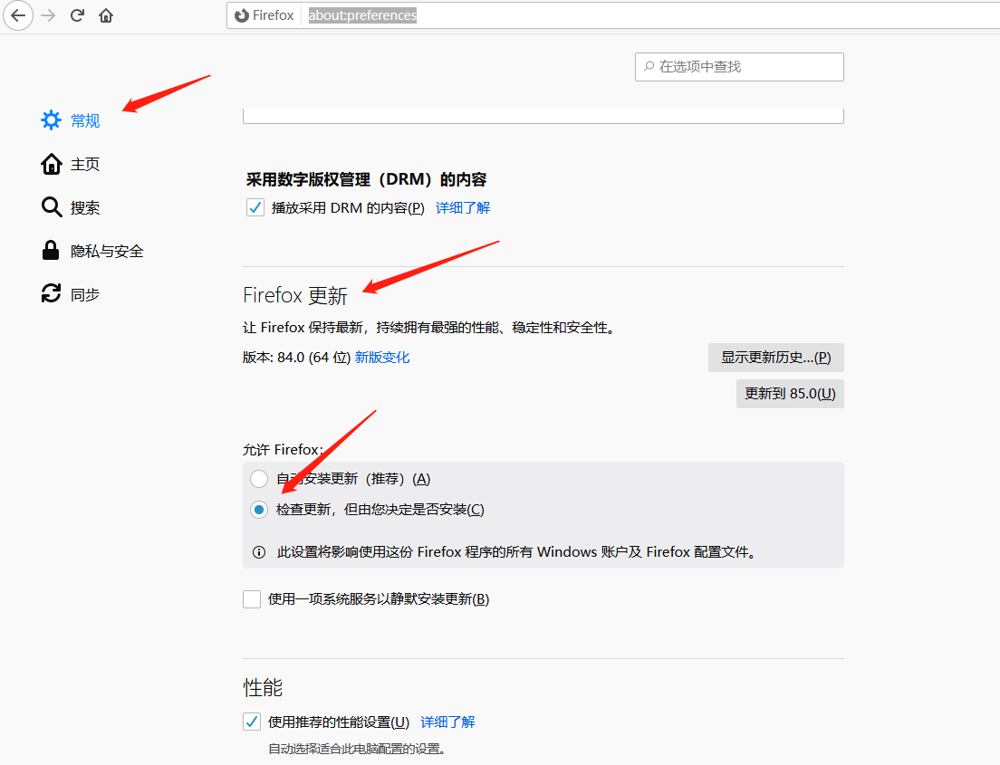 Firefox about:preferences
在选项中查找
常规
主页
搜索
隐私与安全
同步
采用数字版权管理（DRM）的内容
播放采用 DRM 的内容(P) 详细了解
Firefox 更新
让 Firefox 保持最新，持续拥有最强的性能、稳定性和安全性。
版本: 84.0 (64 位) 新版变化
显示更新历史...(P)
更新到 85.0(U)
允许 Firefox:
自动安装更新（推荐）(A)
检查更新，但由您决定是否安装(C)
此设置将影响使用这份 Firefox 程序的所有 Windows 账户及 Firefox 配置文件。
使用一项系统服务以静默安装更新(B)
性能
使用推荐的性能设置(U) 详细了解
自动选择适合此电脑配置的设置。